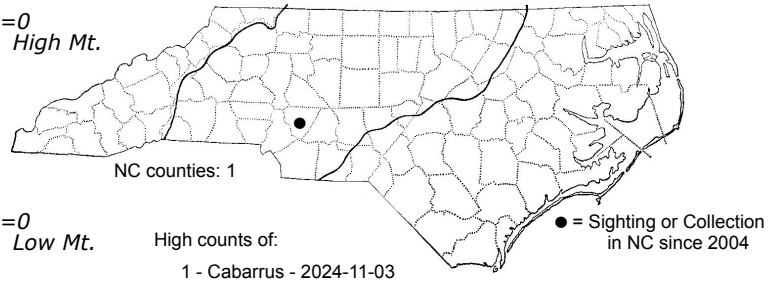 =0
High Mt.
NC counties: 1
=0
Low Mt.
High counts of:
1 - Cabarrus - 2024-11-03
● = Sighting or Collection
in NC since 2004